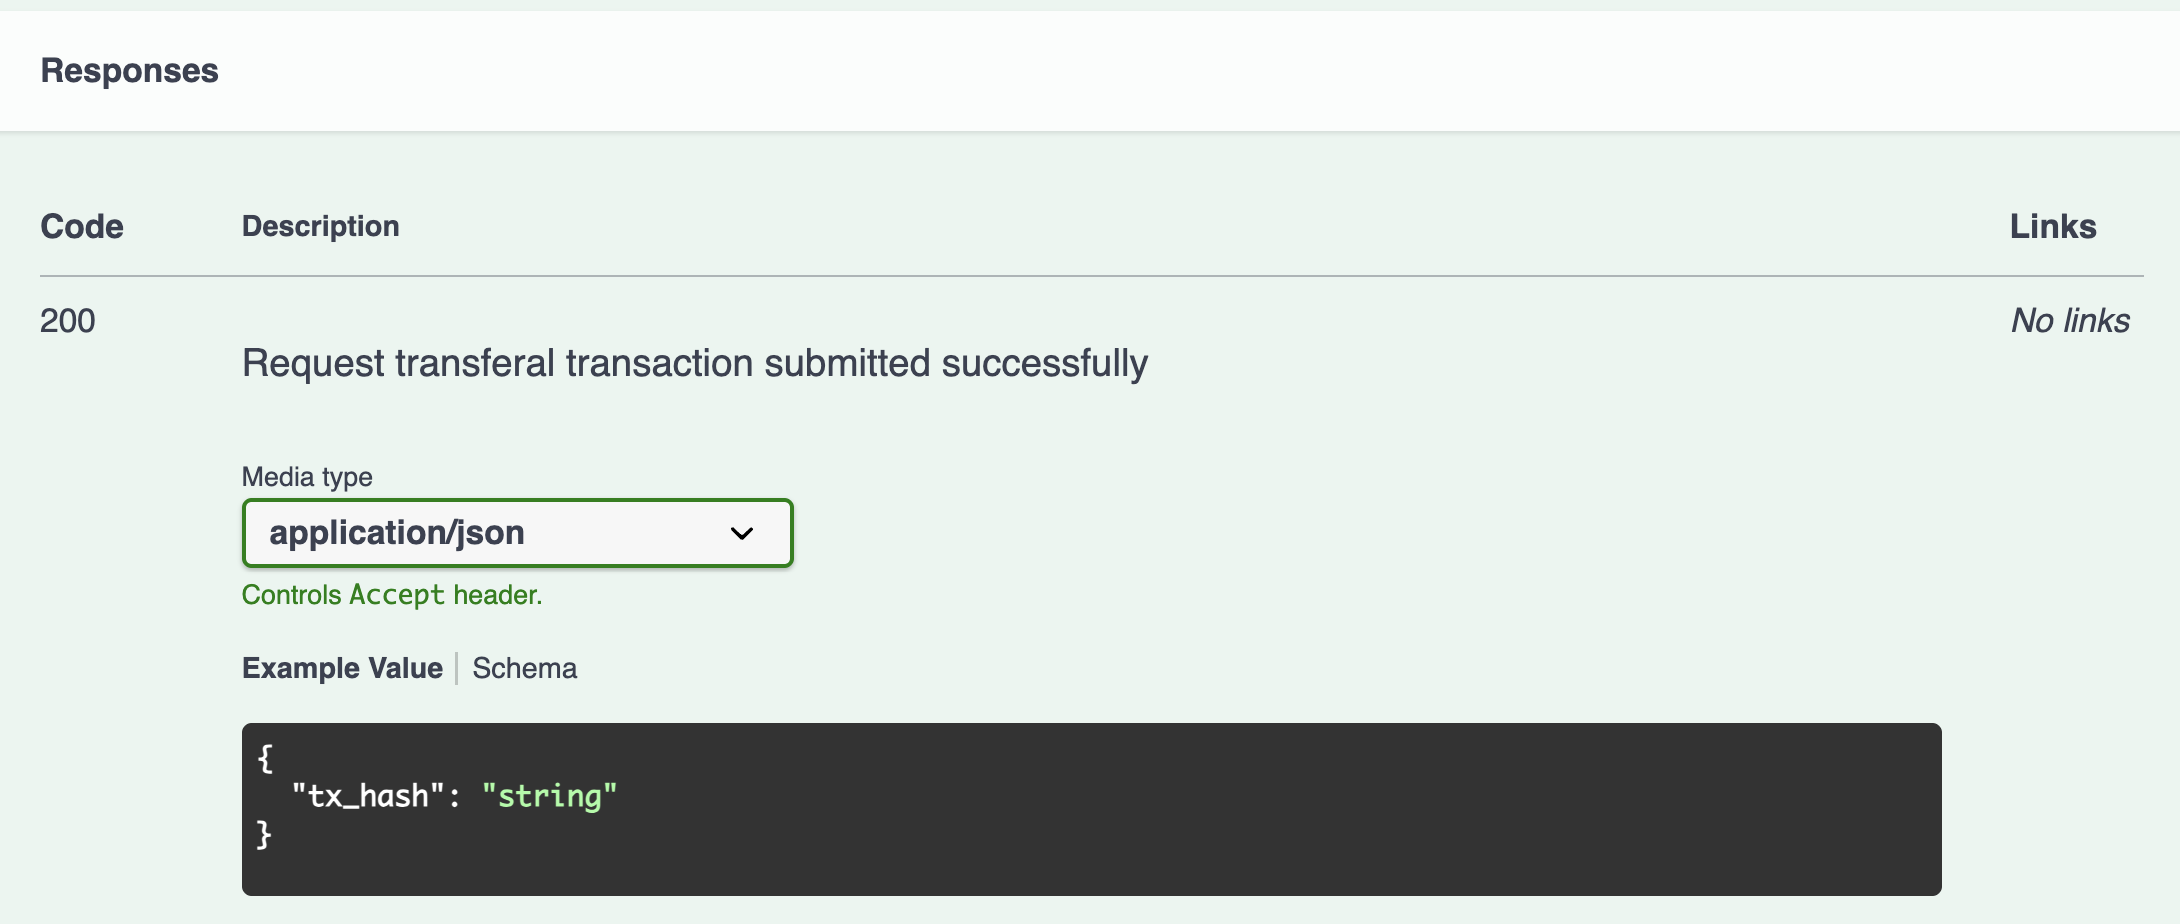 Responses
Code Description Links
200 No links
Request transferal transaction submitted successfully
Media type
application/json
Controls Accept header.
Example Value Schema
{
"tx_hash": "string"
}